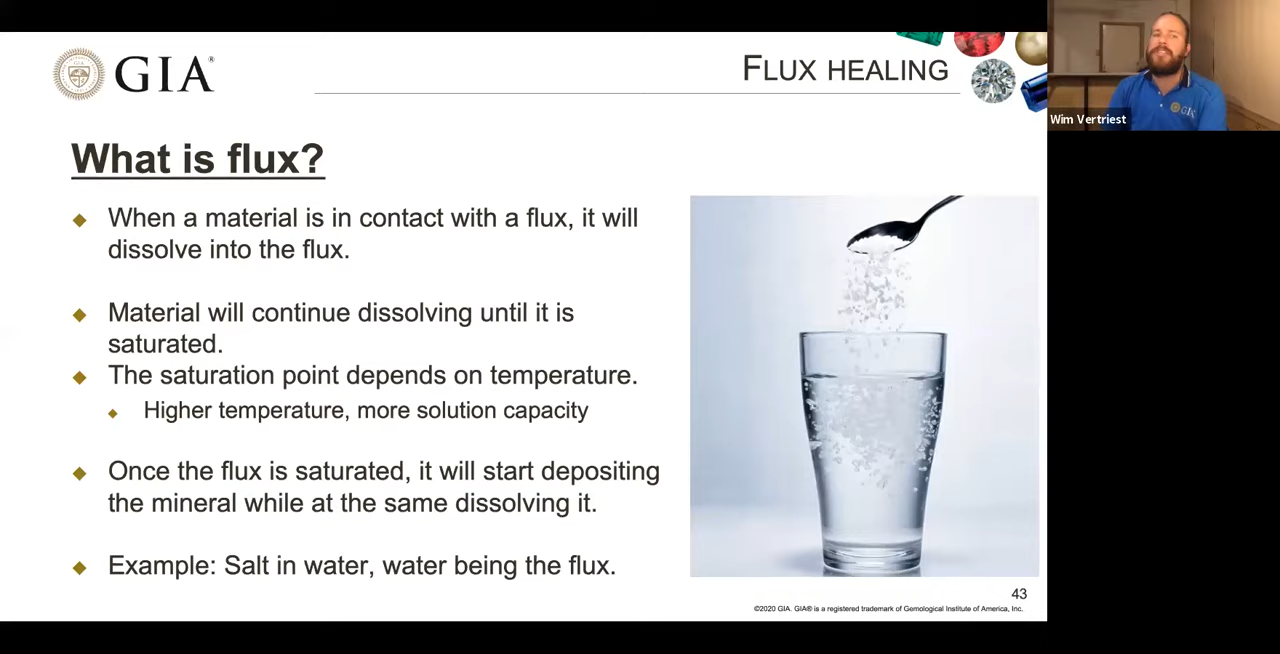 GIA®
FLUX HEALING
Wim Vertriest
GIA
What is flux?
When a material is in contact with a flux, it will
dissolve into the flux.
Material will continue dissolving until it is
saturated.
The saturation point depends on temperature.
Higher temperature, more solution capacity
Once the flux is saturated, it will start depositing
the mineral while at the same dissolving it.
Example: Salt in water, water being the flux.
43
©2020 GIA. GIA® is a registered trademark of Gemological Institute of America, Inc.